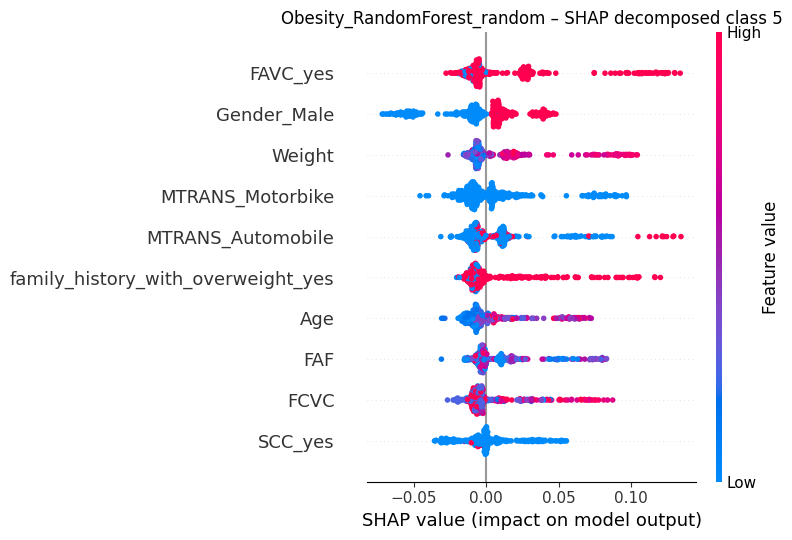 Obesity_RandomForest_random – SHAP decomposed class 5
High
FAVC_yes
Gender_Male
Weight
MTRANS_Motorbike
MTRANS_Automobile
family_history_with_overweight_yes
Age
FAF
FCVC
SCC_yes
Feature value
Low
−0.05 0.00 0.05 0.10
SHAP value (impact on model output)